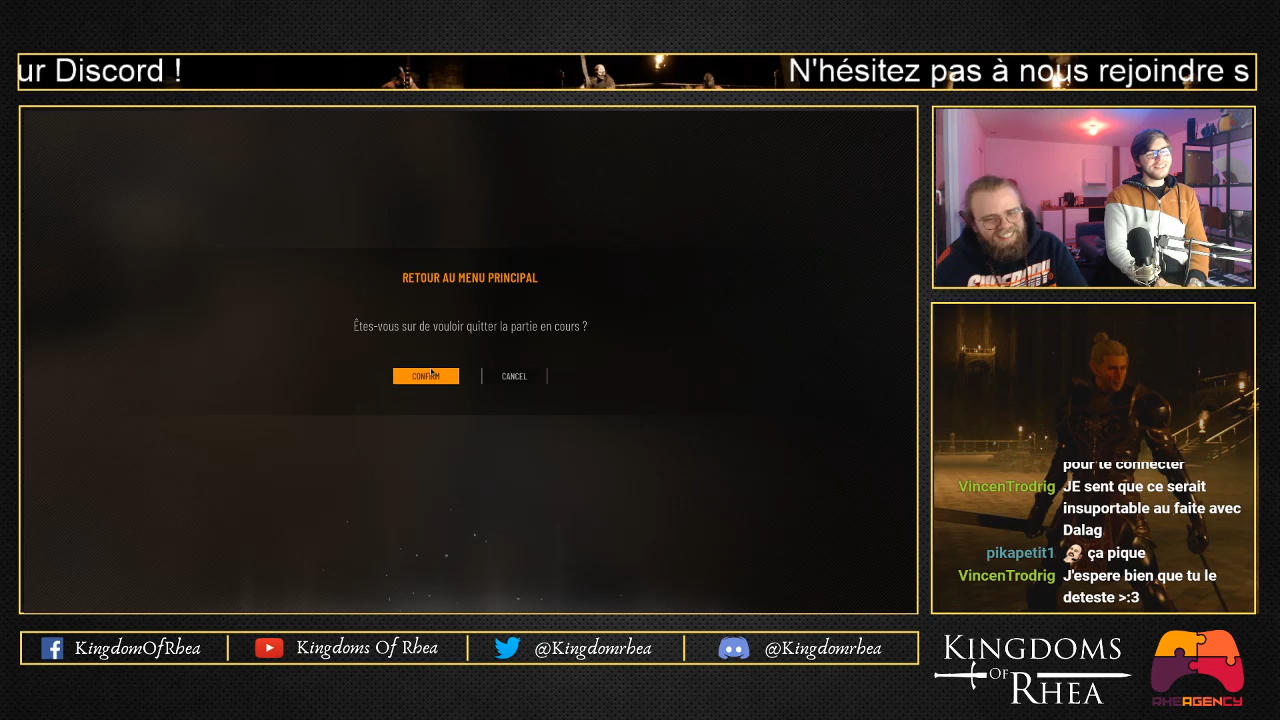 ur Discord !
N'hésitez pas à nous rejoindre s
RETOUR AU MENU PRINCIPAL
Êtes-vous sur de vouloir quitter la partie en cours ?
CONFIRM
CANCEL
pour te connecter
VincenTrodrig JE sent que ce serait
insuportable au faite avec
Dalag
pikapetit1 ça pique
VincenTrodrig J'espere bien que tu le
deteste >:3
KingdomOfRhea
Kingdoms Of Rhea
@Kingdomrhea
@Kingdomrhea
KINGDOMS
OF RHEA
RHEAGENCY